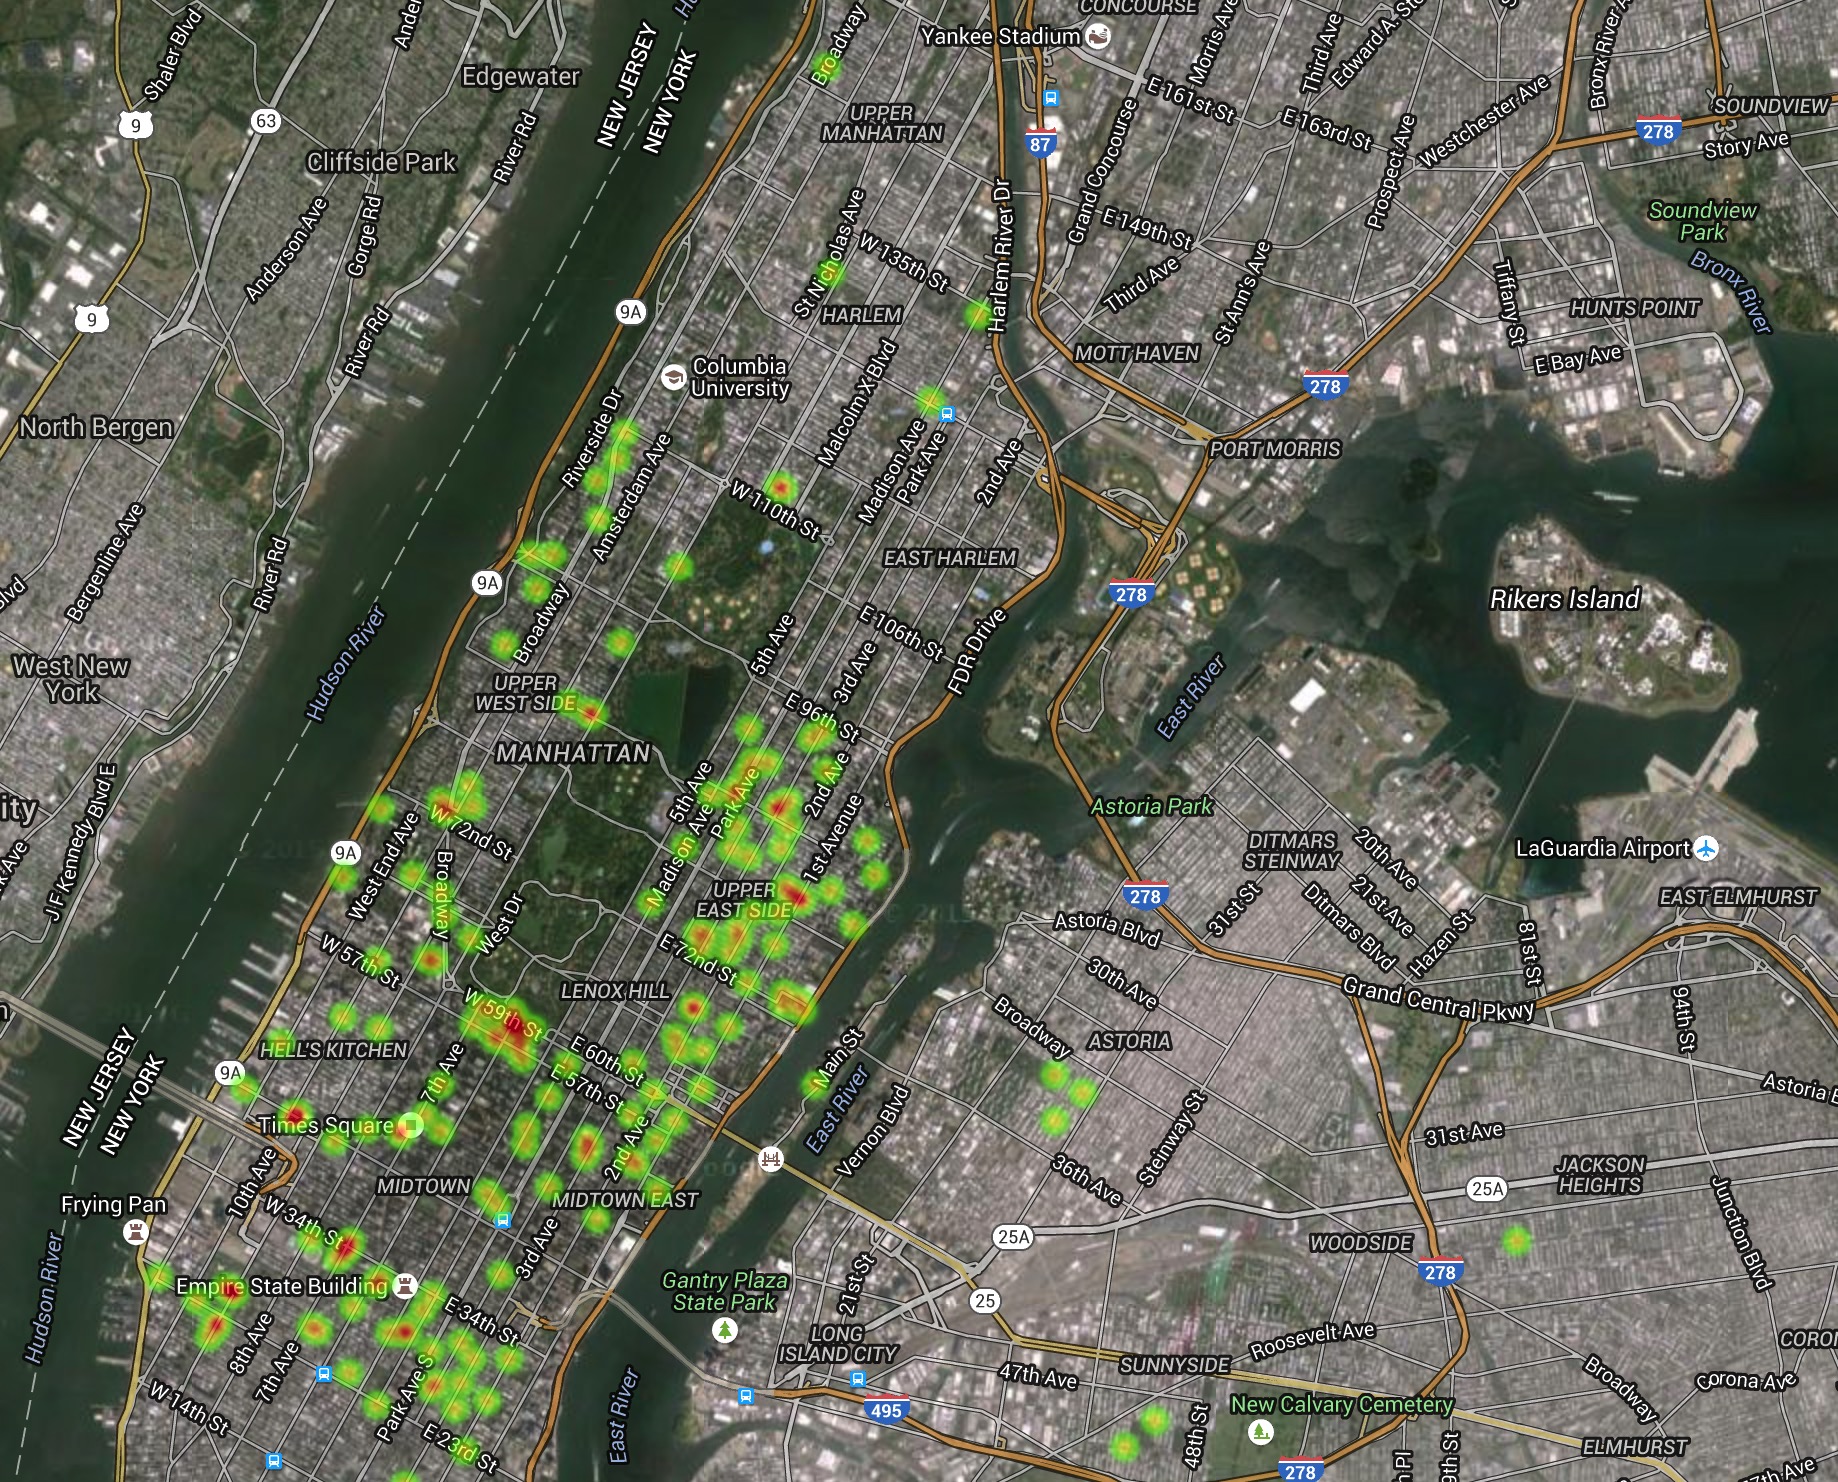 CONCOURSE
Yankee Stadium
Shaler Blvd
NEW JERSEY
NEW YORK
Broadway
Morris Ave
Third Ave
Edgewater
9
63
River Rd
UPPER
MANHATTAN
E 161st St
E 163rd St
Prospect Ave
Westchester Ave
SOUNDVIEW
278
Story Ave
87
Grand Concourse
Cliffside Park
Anderson Ave
Gorge Rd
St Nicholas Ave
W 135th St
Harlem River Dr
E 149th St
Third Ave
St Ann's Ave
Soundview
Park
Bronx River
Tiffany St
HUNTS POINT
E Bay Ave
9
River Rd
9A
HARLEM
MOTT HAVEN
278
Columbia
University
Malcolm X Blvd
North Bergen
Riverside Dr
Amsterdam Ave
Madison Ave
Park Ave
2nd Ave
PORT MORRIS
W 110th St
Bergenline Ave
River Rd
9A
EAST HARLEM
278
Rikers Island
Hudson River
Broadway
5th Ave
E 106th St
3rd Ave
FDR Drive
East River
West New
York
UPPER
WEST SIDE
E 96th St
MANHATTAN
J F Kennedy Blvd E
5th Ave
Madison Ave
Park Ave
2nd Ave
1st Avenue
Astoria Park
DITMARS
STEINWAY
20th Ave
LaGuardia Airport
9A
W 72nd St
West End Ave
Broadway
UPPER
EAST SIDE
278
31st St
21st Ave
Ditmars Blvd
Hazen St
81st St
EAST ELMHURST
W 57th St
West Dr
E 72nd St
Astoria Blvd
30th Ave
Grand Central Pkwy
94th St
LENOX HILL
W 59th St
Broadway
ASTORIA
HELL'S KITCHEN
7th Ave
E 60th St
E 57th St
Main St
NEW JERSEY
NEW YORK
9A
Times Square
2nd Ave
East River
Vernon Blvd
Steinway St
31st Ave
36th Ave
JACKSON
HEIGHTS
25A
Junction Blvd
10th Ave
MIDTOWN
MIDTOWN EAST
Frying Pan
W 34th St
3rd Ave
25A
WOODSIDE
278
Hudson River
Empire State Building
Gantry Plaza
State Park
21st St
25
E 34th St
8th Ave
7th Ave
Park Ave S
LONG
ISLAND CITY
Roosevelt Ave
SUNNYSIDE
47th Ave
Broadway
Corona Ave
W 14th St
E 23rd St
East River
495
48th St
New Calvary Cemetery
ELMHURST
278